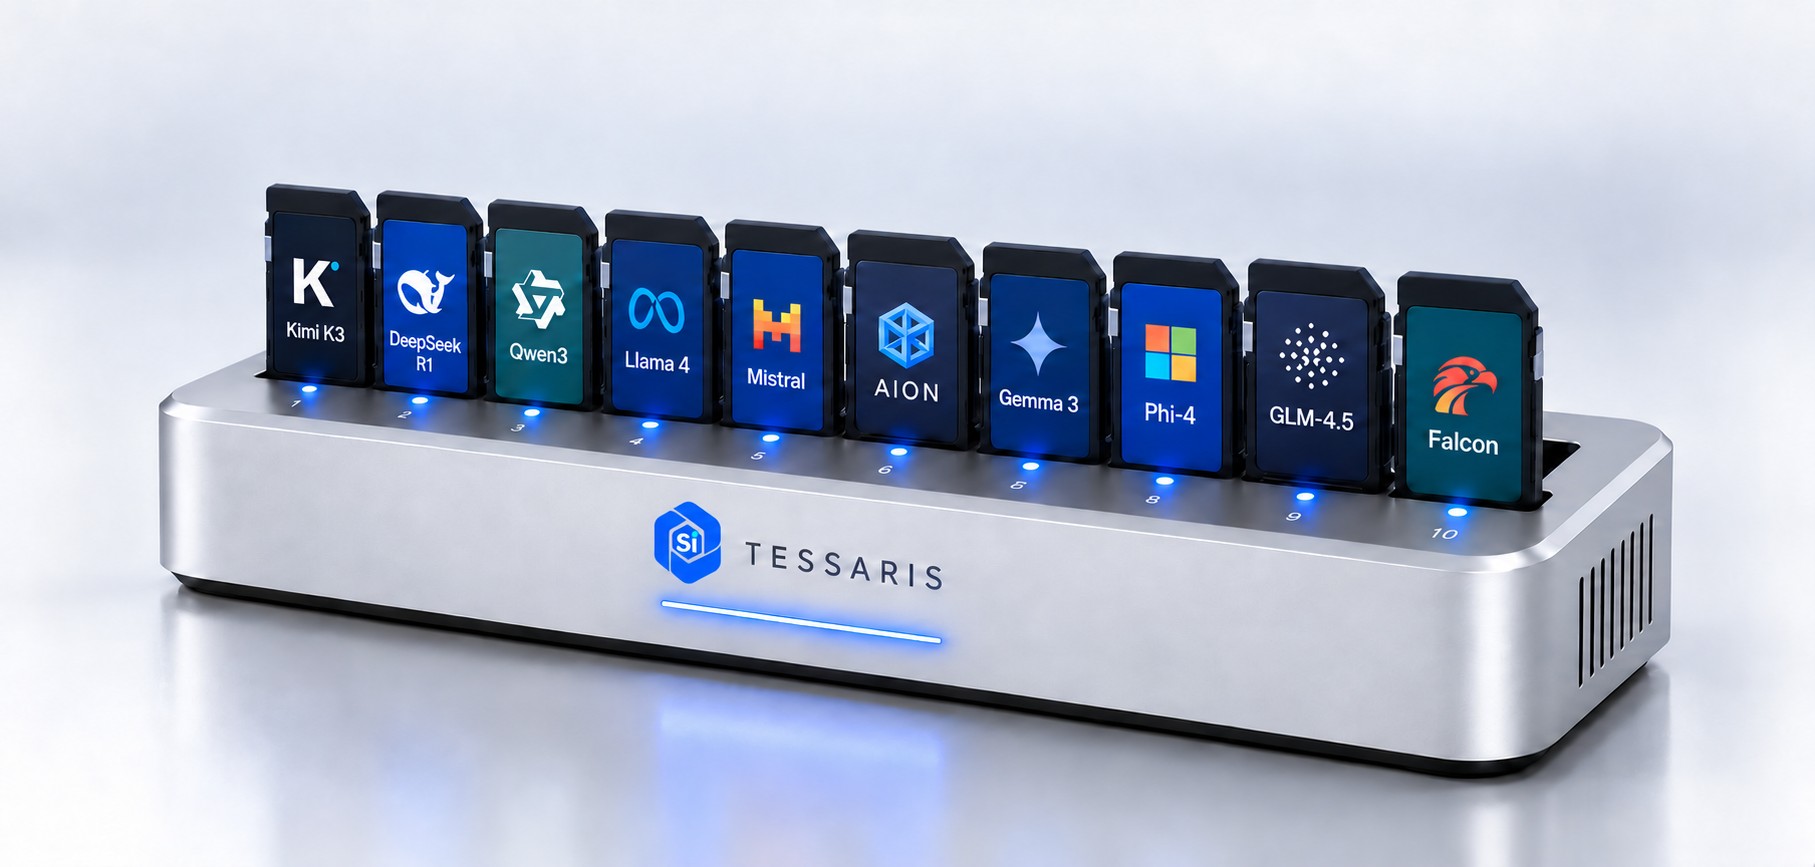 Kimi K3
DeepSeek
R1
Qwen3
Llama 4
Mistral
AION
Gemma 3
Phi-4
GLM-4.5
Falcon
1
2
3
4
5
6
5
8
9
10
Si
TESSARIS